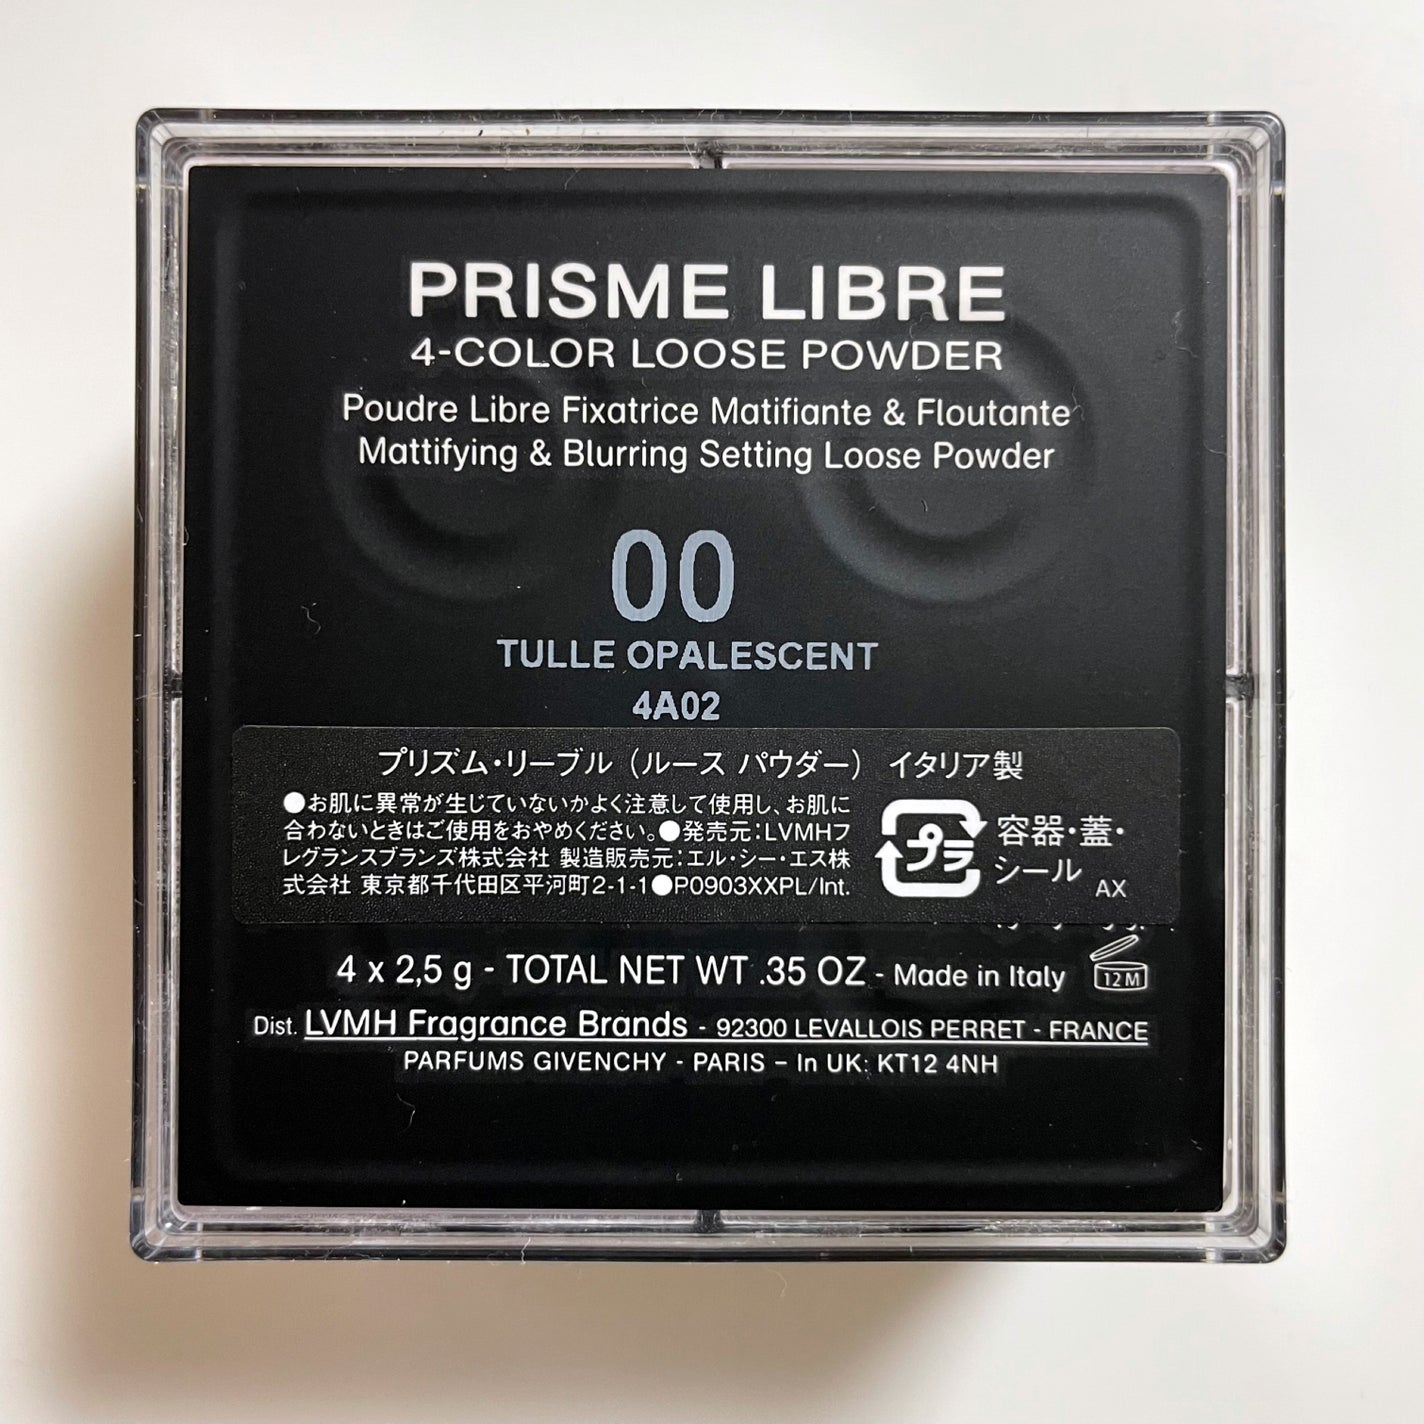 PRISME LIBRE
4-COLOR LOOSE POWDER
Poudre Libre Fixatrice Matifiante & Floutante
Mattifying & Blurring Setting Loose Powder
00
TULLE OPALESCENT
4A02
プリズム・リーブル（ルース パウダー） イタリア製
●お肌に異常が生じていないかよく注意して使用し、お肌に
合わないときはご使用をおやめください。●発売元：LVMHフ
レグランスブランズ株式会社 製造販売元：エル・シー・エス株
式会社 東京都千代田区平河町2-1-1●P0903XXPL/Int.
プラ
容器・蓋・
シール AX
4 x 2,5 g - TOTAL NET WT .35 OZ - Made in Italy 12 M
Dist. LVMH Fragrance Brands - 92300 LEVALLOIS PERRET - FRANCE
PARFUMS GIVENCHY - PARIS – In UK: KT12 4NH